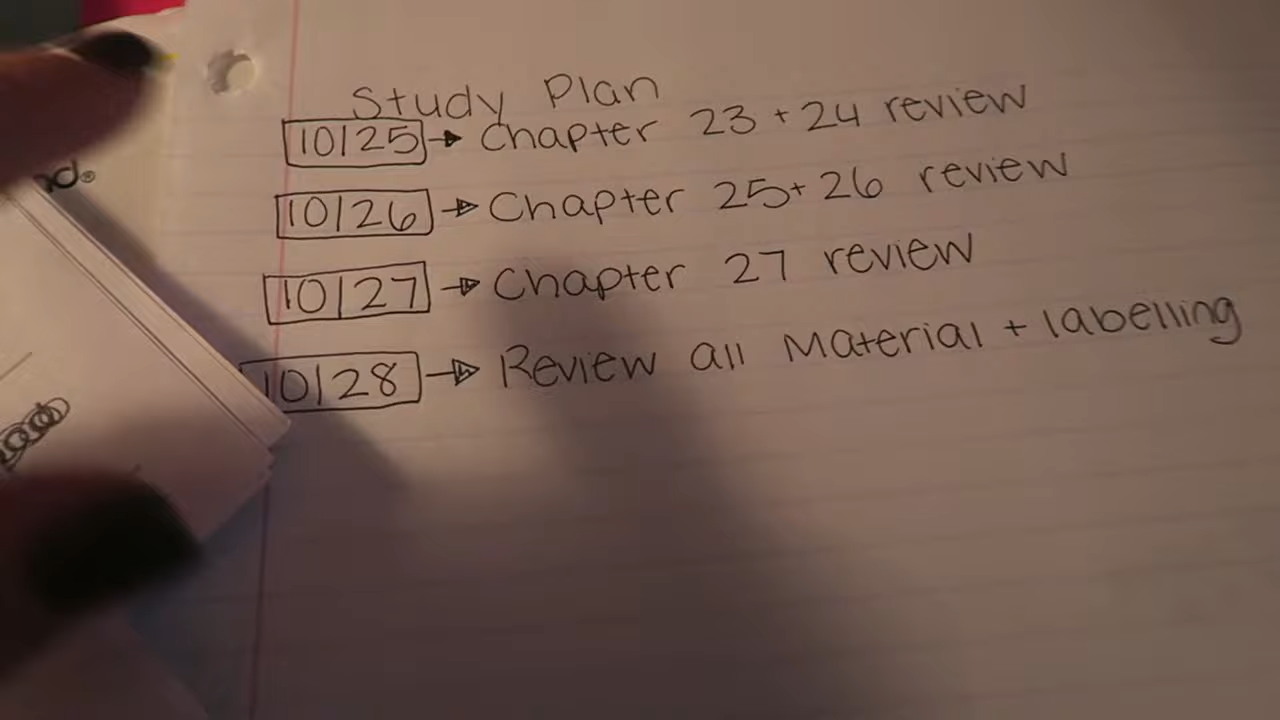 Study Plan
10/25 → Chapter 23 + 24 review
10/26 → Chapter 25 + 26 review
10/27 → Chapter 27 review
10/28 → Review all Material + labelling